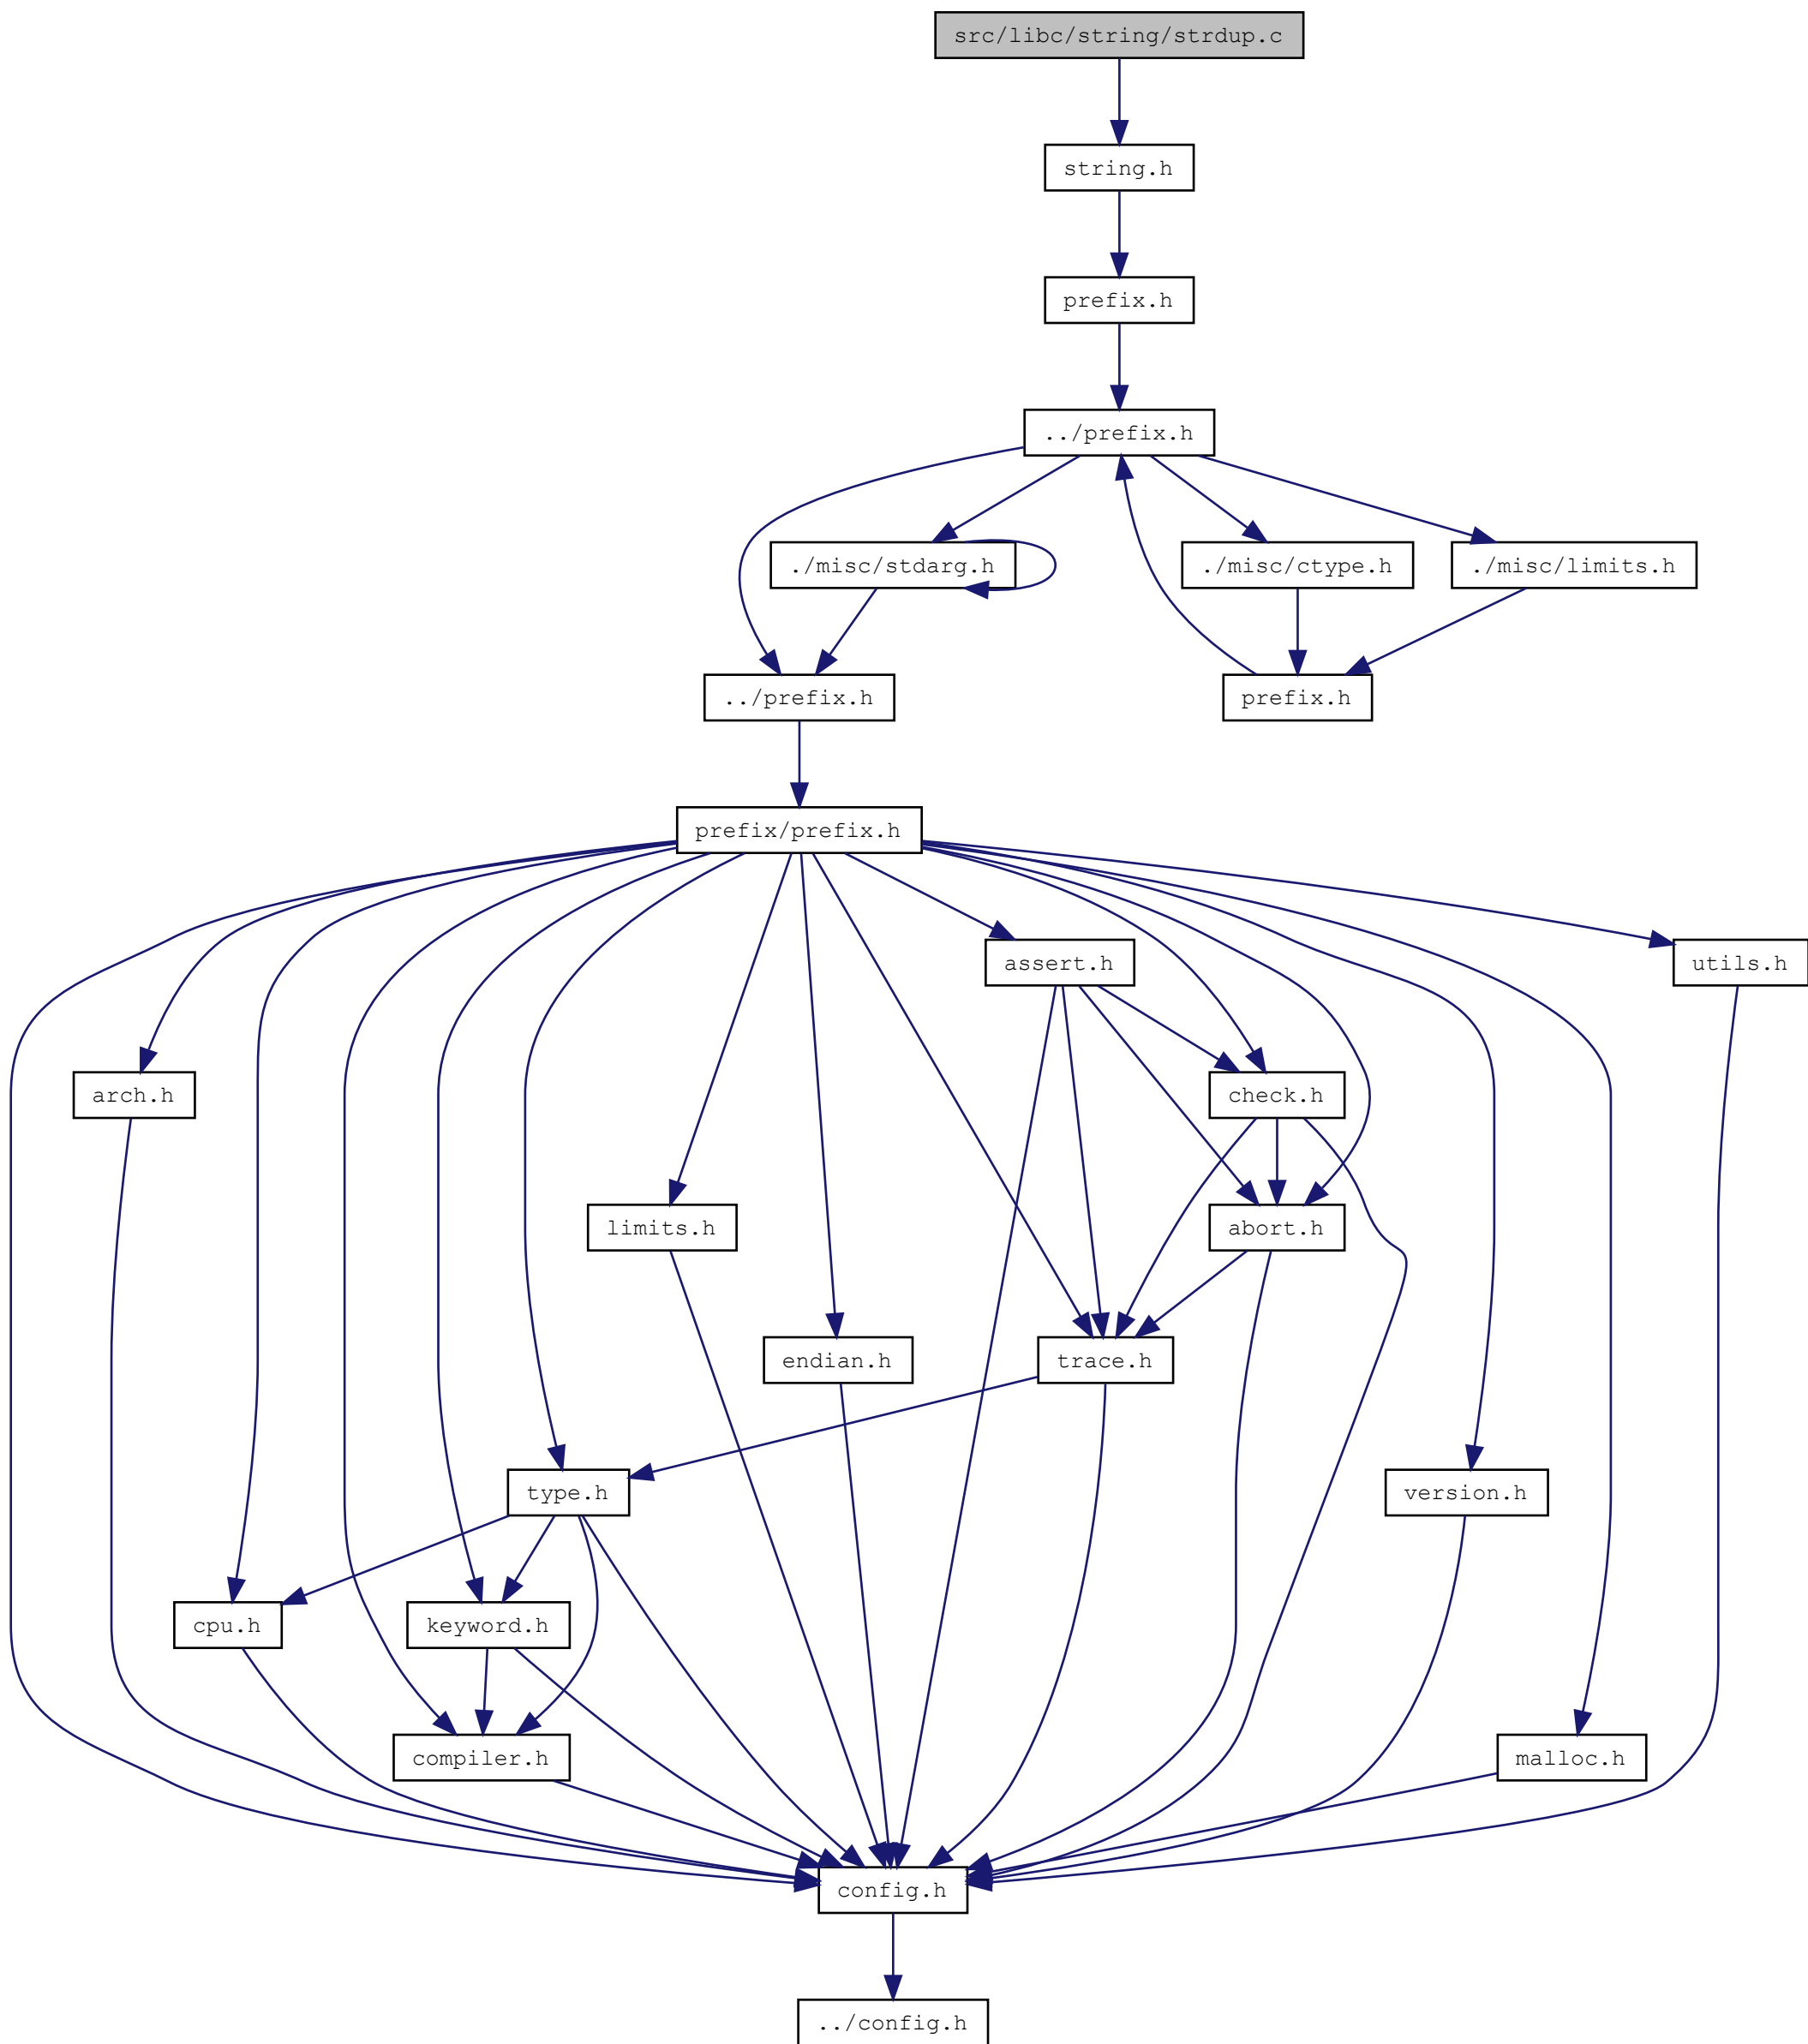 src/libc/string/strdup.c
string.h
prefix.h
../prefix.h
./misc/stdarg.h
./misc/ctype.h
./misc/limits.h
../prefix.h
prefix.h
prefix/prefix.h
assert.h
utils.h
arch.h
check.h
limits.h
abort.h
endian.h
trace.h
type.h
version.h
cpu.h
keyword.h
compiler.h
malloc.h
config.h
../config.h